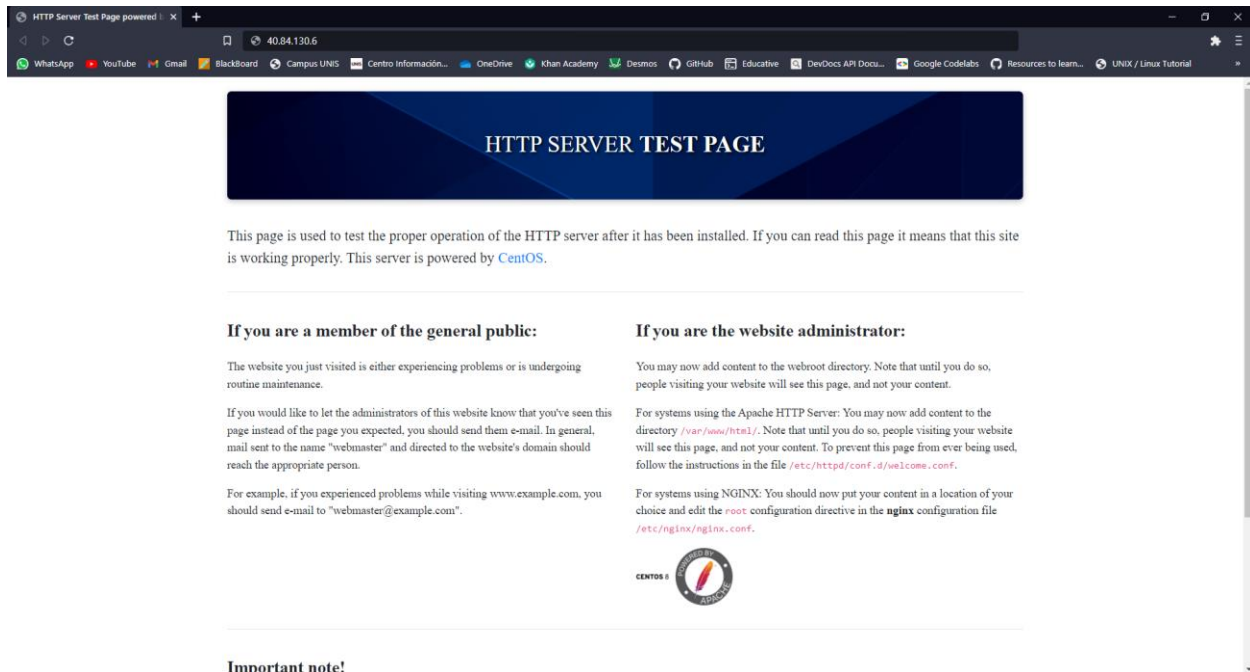 HTTP Server Test Page powered
40.84.130.6
WhatsApp YouTube Gmail BlackBoard Campus UNIS Centro Información... OneDrive Khan Academy Desmos GitHub Educative DevDocs API Docu... Google Codelabs Resources to learn... UNIX / Linux Tutorial »
HTTP SERVER TEST PAGE
This page is used to test the proper operation of the HTTP server after it has been installed. If you can read this page it means that this site
is working properly. This server is powered by CentOS.
If you are a member of the general public:
The website you just visited is either experiencing problems or is undergoing
routine maintenance.
If you would like to let the administrators of this website know that you've seen this
page instead of the page you expected, you should send them e-mail. In general,
mail sent to the name "webmaster" and directed to the website's domain should
reach the appropriate person.
For example, if you experienced problems while visiting www.example.com, you
should send e-mail to "webmaster@example.com".
If you are the website administrator:
You may now add content to the webroot directory. Note that until you do so,
people visiting your website will see this page, and not your content.
For systems using the Apache HTTP Server: You may now add content to the
directory /var/www/html/. Note that until you do so, people visiting your website
will see this page, and not your content. To prevent this page from ever being used,
follow the instructions in the file /etc/httpd/conf.d/welcome.conf.
For systems using NGINX: You should now put your content in a location of your
choice and edit the root configuration directive in the nginx configuration file
/etc/nginx/nginx.conf.
CENTOS 8
POWERED BY
APACHE
Important note!